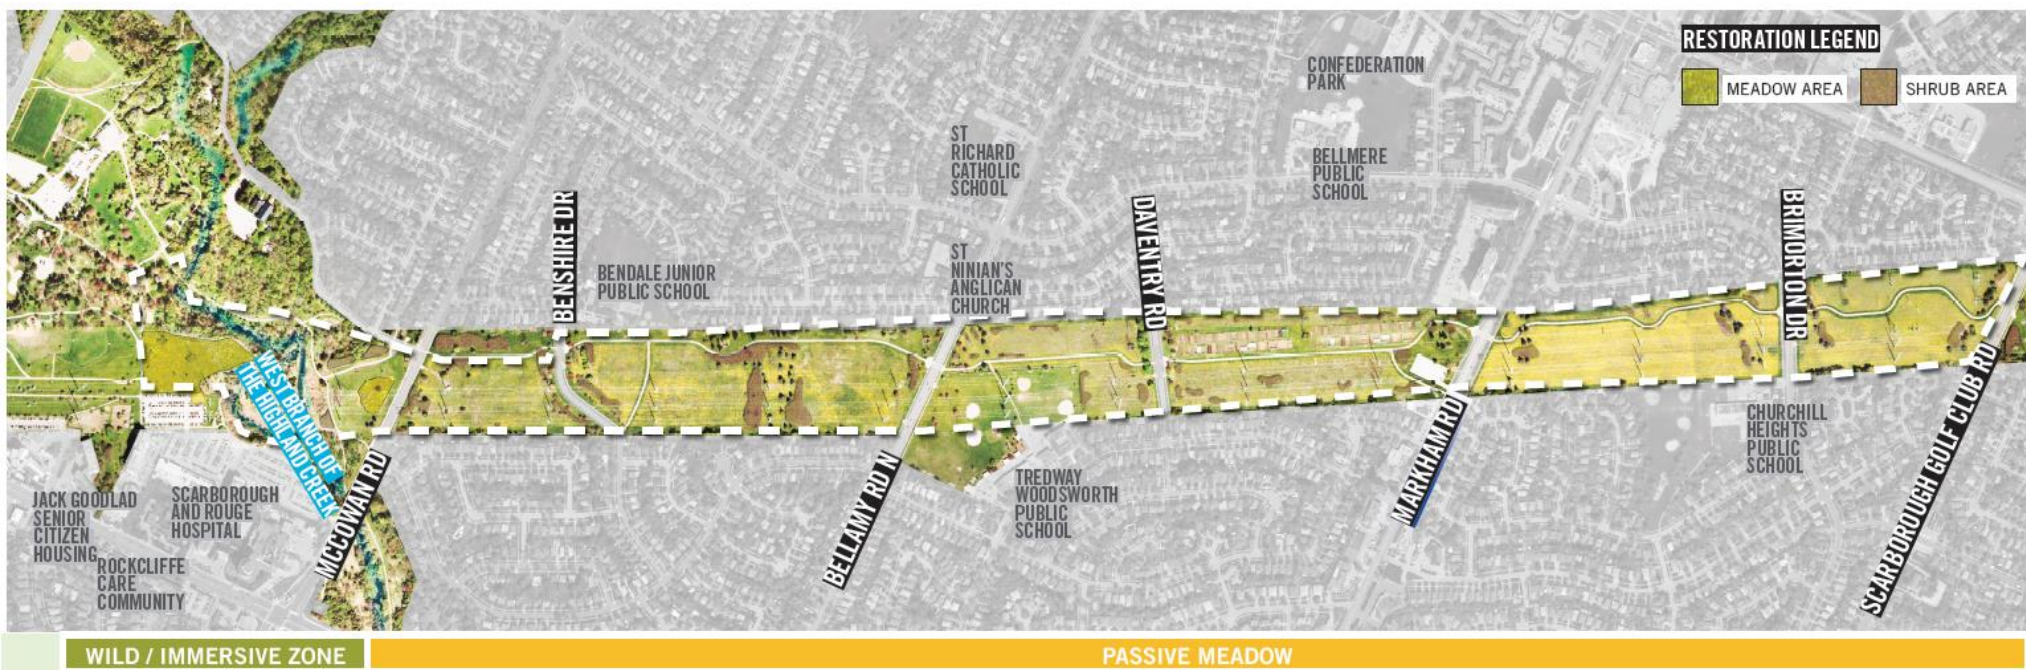 RESTORATION LEGEND
MEADOW AREA
SHRUB AREA
CONFEDERATION
PARK
ST
RICHARD
CATHOLIC
SCHOOL
BELLMERE
PUBLIC
SCHOOL
BENSHIRE DR
DAVENTRY RD
BRIMORTON DR
BENDALE JUNIOR
PUBLIC SCHOOL
ST
NINIAN'S
ANGLICAN
CHURCH
WEST BRANCH OF
THE HIGHLAND CREEK
MCCOWAN RD
BELLAMY RD N
MARKHAM RD
SCARBOROUGH GOLF CLUB RD
CHURCHILL
HEIGHTS
PUBLIC
SCHOOL
TREDWAY
WOODSWORTH
PUBLIC
SCHOOL
JACK GOODLAD
SENIOR
CITIZEN
HOUSING
SCARBOROUGH
AND ROUGE
HOSPITAL
ROCKCLIFFE
CARE
COMMUNITY
WILD / IMMERSIVE ZONE
PASSIVE MEADOW